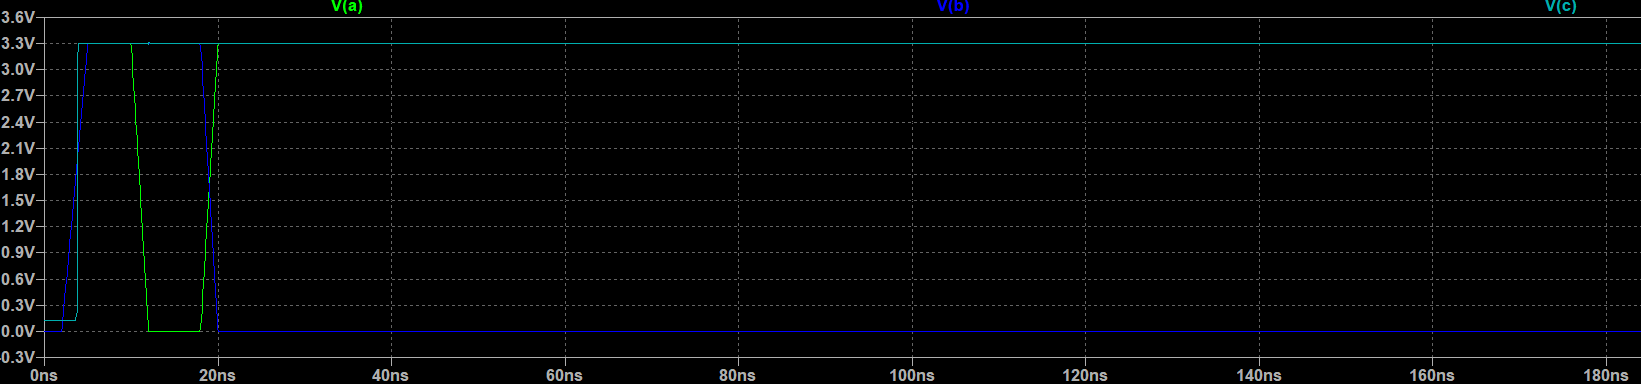 V(a) V(b) V(c)
3.6V
3.3V
3.0V
2.7V
2.4V
2.1V
1.8V
1.5V
1.2V
0.9V
0.6V
0.3V
0.0V
-0.3V
0ns 20ns 40ns 60ns 80ns 100ns 120ns 140ns 160ns 180ns